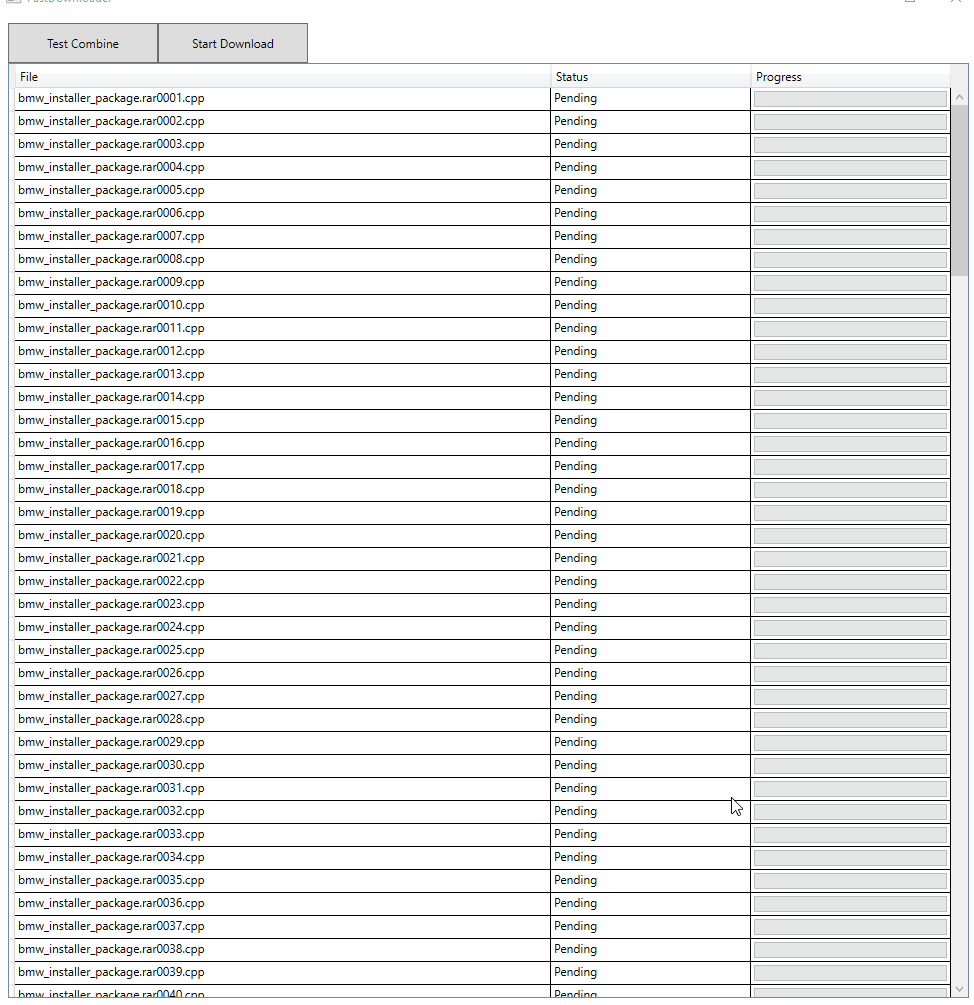 FastDownloader
Test Combine Start Download
File Status Progress
bmw_installer_package.rar0001.cpp Pending
bmw_installer_package.rar0002.cpp Pending
bmw_installer_package.rar0003.cpp Pending
bmw_installer_package.rar0004.cpp Pending
bmw_installer_package.rar0005.cpp Pending
bmw_installer_package.rar0006.cpp Pending
bmw_installer_package.rar0007.cpp Pending
bmw_installer_package.rar0008.cpp Pending
bmw_installer_package.rar0009.cpp Pending
bmw_installer_package.rar0010.cpp Pending
bmw_installer_package.rar0011.cpp Pending
bmw_installer_package.rar0012.cpp Pending
bmw_installer_package.rar0013.cpp Pending
bmw_installer_package.rar0014.cpp Pending
bmw_installer_package.rar0015.cpp Pending
bmw_installer_package.rar0016.cpp Pending
bmw_installer_package.rar0017.cpp Pending
bmw_installer_package.rar0018.cpp Pending
bmw_installer_package.rar0019.cpp Pending
bmw_installer_package.rar0020.cpp Pending
bmw_installer_package.rar0021.cpp Pending
bmw_installer_package.rar0022.cpp Pending
bmw_installer_package.rar0023.cpp Pending
bmw_installer_package.rar0024.cpp Pending
bmw_installer_package.rar0025.cpp Pending
bmw_installer_package.rar0026.cpp Pending
bmw_installer_package.rar0027.cpp Pending
bmw_installer_package.rar0028.cpp Pending
bmw_installer_package.rar0029.cpp Pending
bmw_installer_package.rar0030.cpp Pending
bmw_installer_package.rar0031.cpp Pending
bmw_installer_package.rar0032.cpp Pending
bmw_installer_package.rar0033.cpp Pending
bmw_installer_package.rar0034.cpp Pending
bmw_installer_package.rar0035.cpp Pending
bmw_installer_package.rar0036.cpp Pending
bmw_installer_package.rar0037.cpp Pending
bmw_installer_package.rar0038.cpp Pending
bmw_installer_package.rar0039.cpp Pending
bmw_installer_package.rar0040.cpp Pending